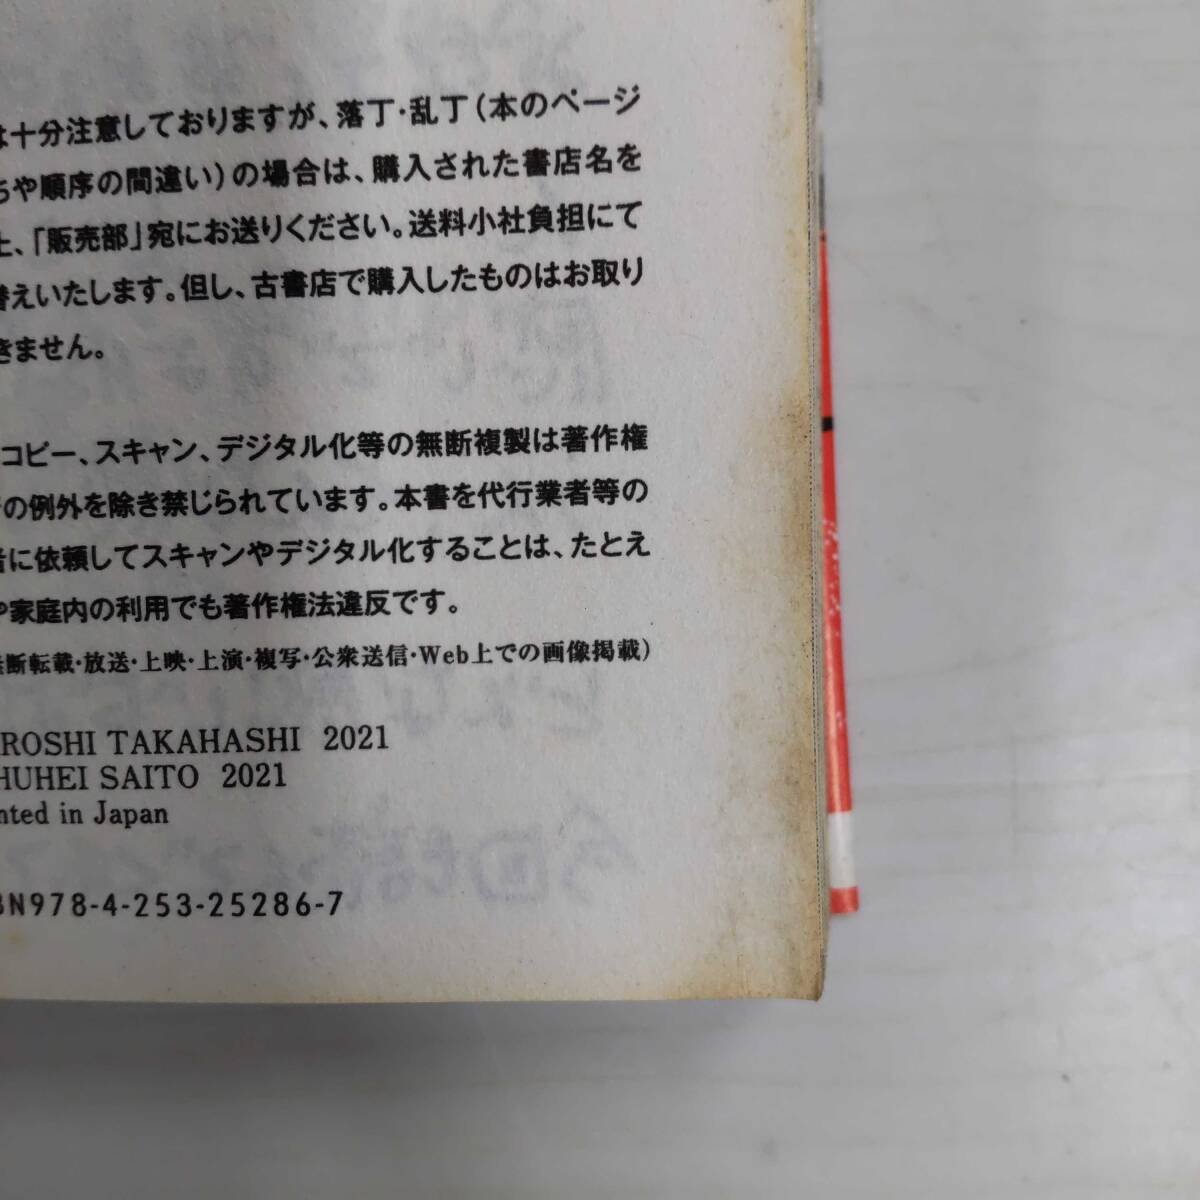 は十分注意しておりますが、落丁・乱丁(本のページ
ちや順序の間違い)の場合は、購入された書店名を
上、「販売部」宛にお送りください。送料小社負担にて
替えいたします。但し、古書店で購入したものはお取り
きません。
コピー、スキャン、デジタル化等の無断複製は著作権
の例外を除き禁じられています。本書を代行業者等の
者に依頼してスキャンやデジタル化することは、たとえ
や家庭内の利用でも著作権法違反です。
無断転載・放送・上映・上演・複写・公衆送信・Web上での画像掲載)
IROSHI TAKAHASHI 2021
HUHEI SAITO 2021
nted in Japan
BN978-4-253-25286-7